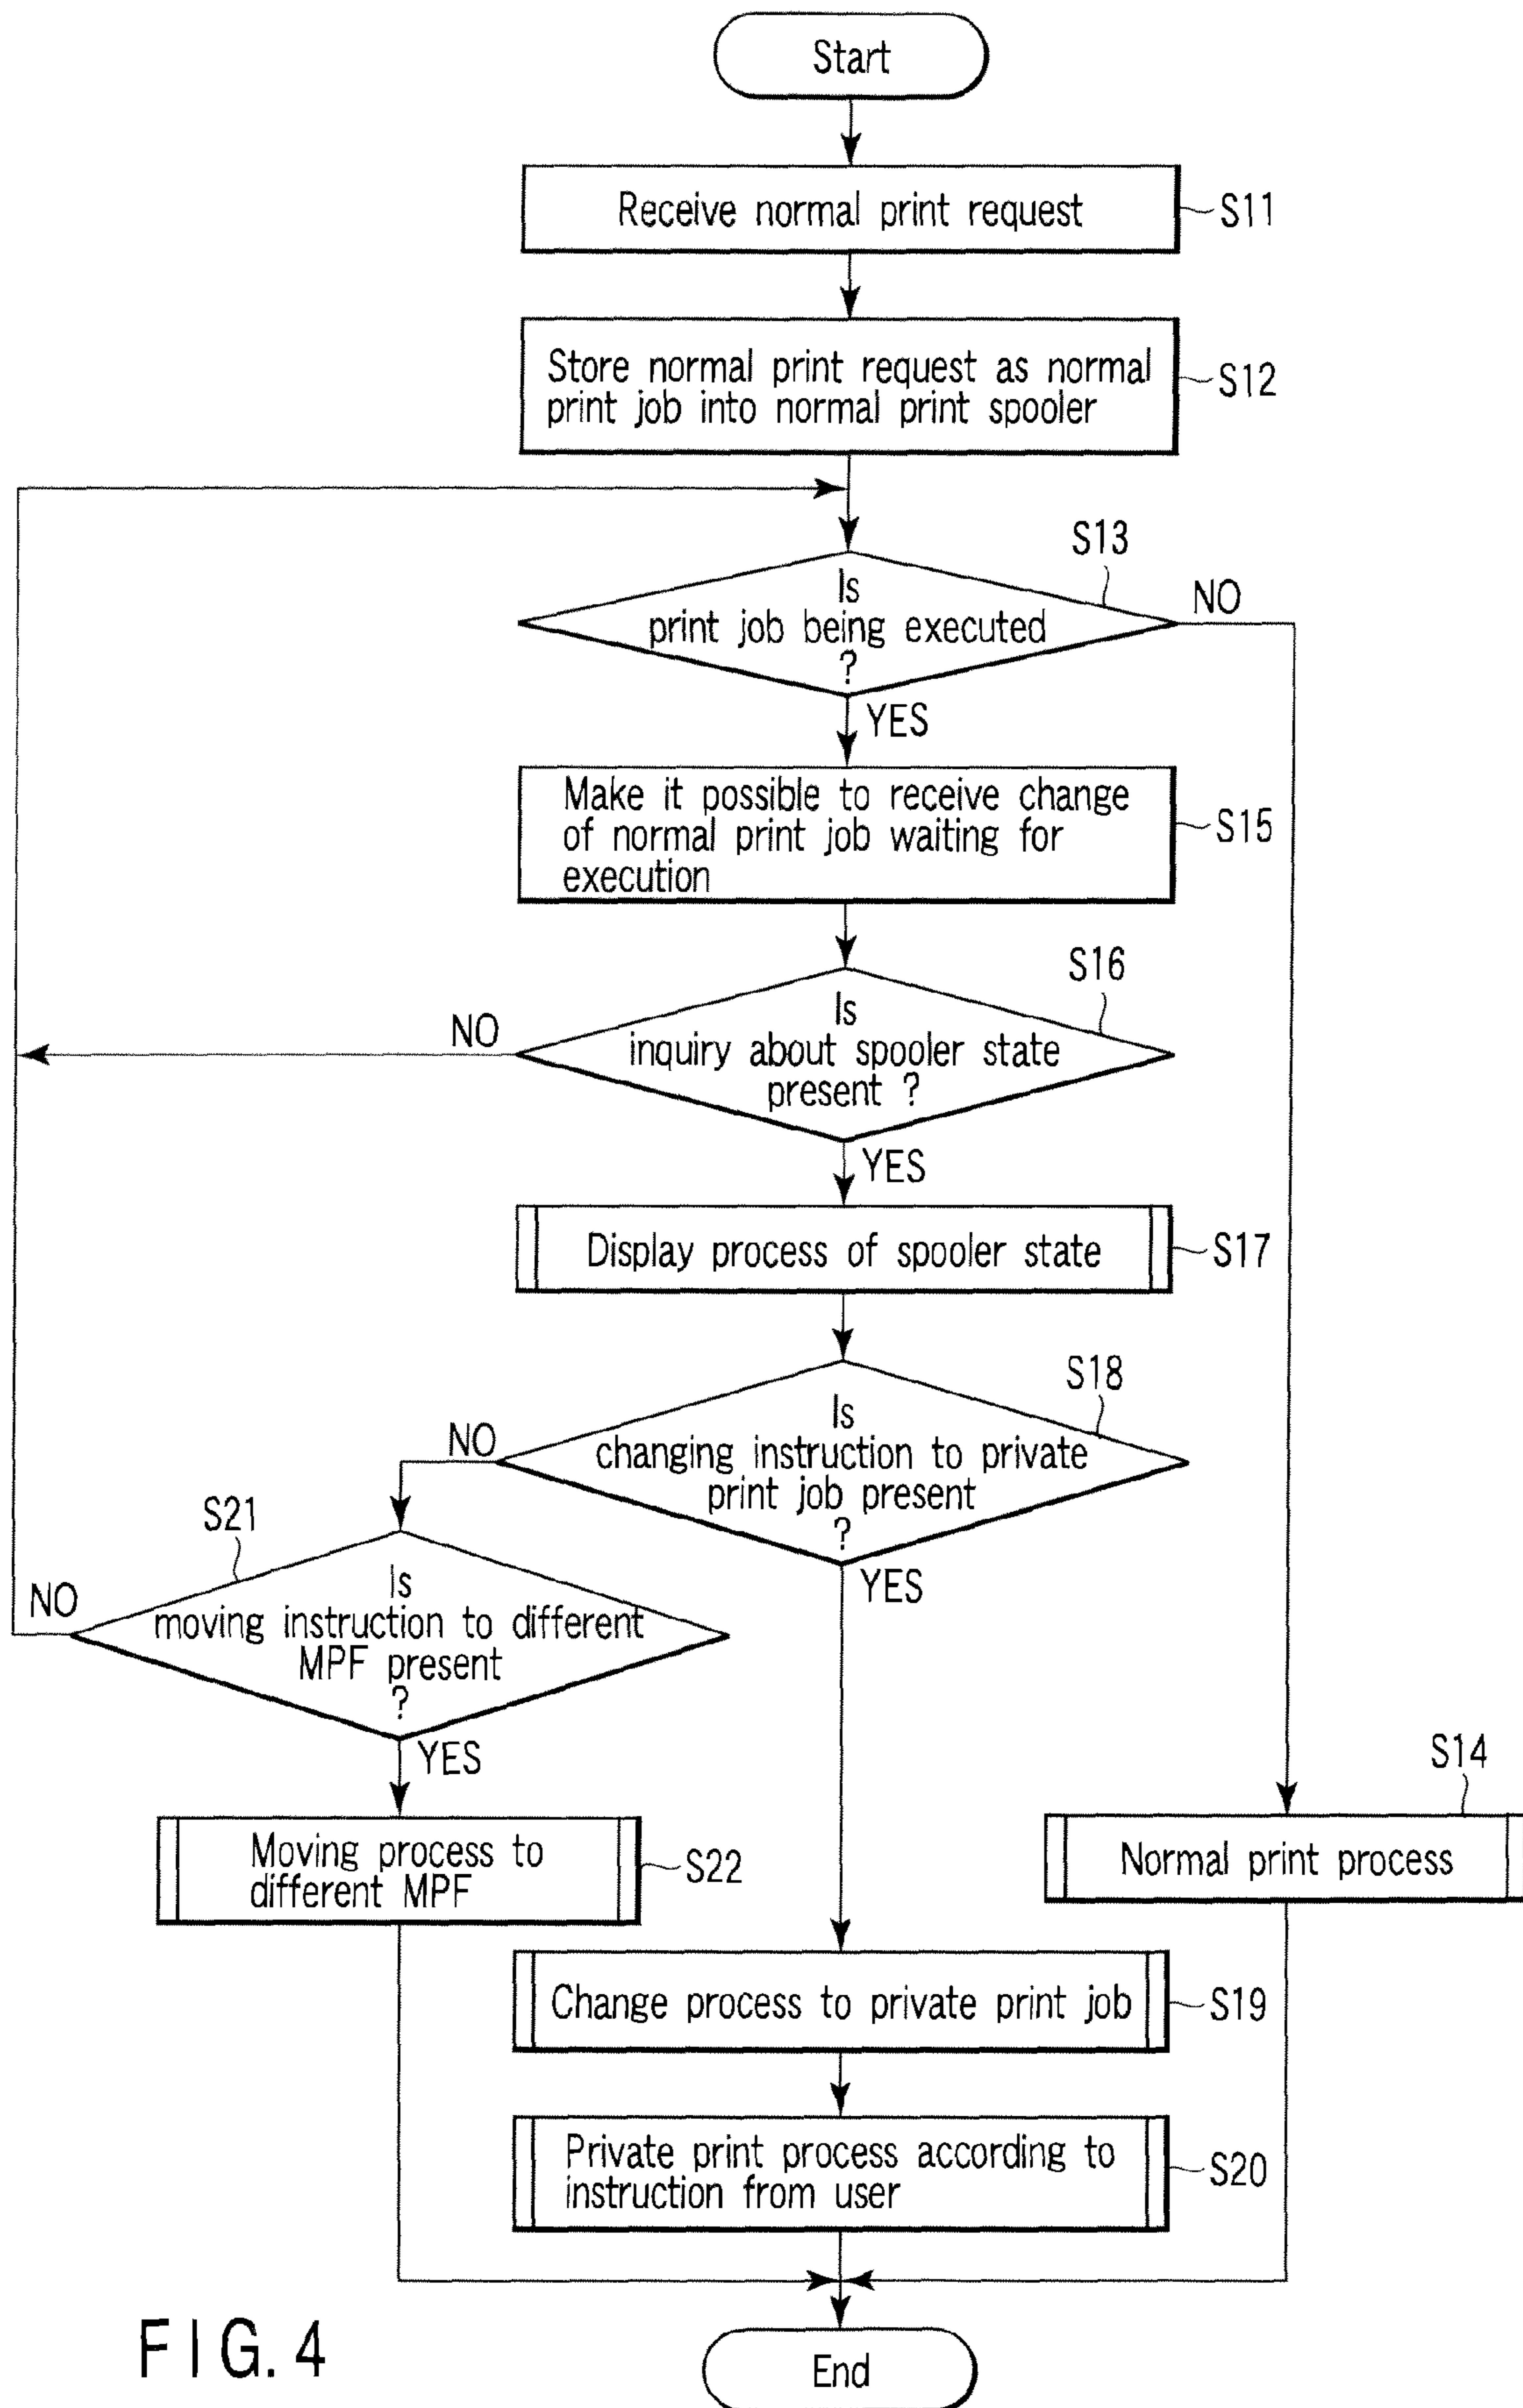 Start
Receive normal print request
S11
Store normal print request as normal
print job into normal print spooler
S12
S13
Is
print job being executed
?
NO
YES
Make it possible to receive change
of normal print job waiting for
execution
S15
S16
Is
inquiry about spooler state
present ?
NO
YES
Display process of spooler state
S17
S18
Is
changing instruction to private
print job present
?
NO
YES
S21
Is
moving instruction to different
MPF present
?
NO
YES
S14
Normal print process
Moving process to
different MPF
S22
Change process to private print job
S19
Private print process according to
instruction from user
S20
End
FIG. 4